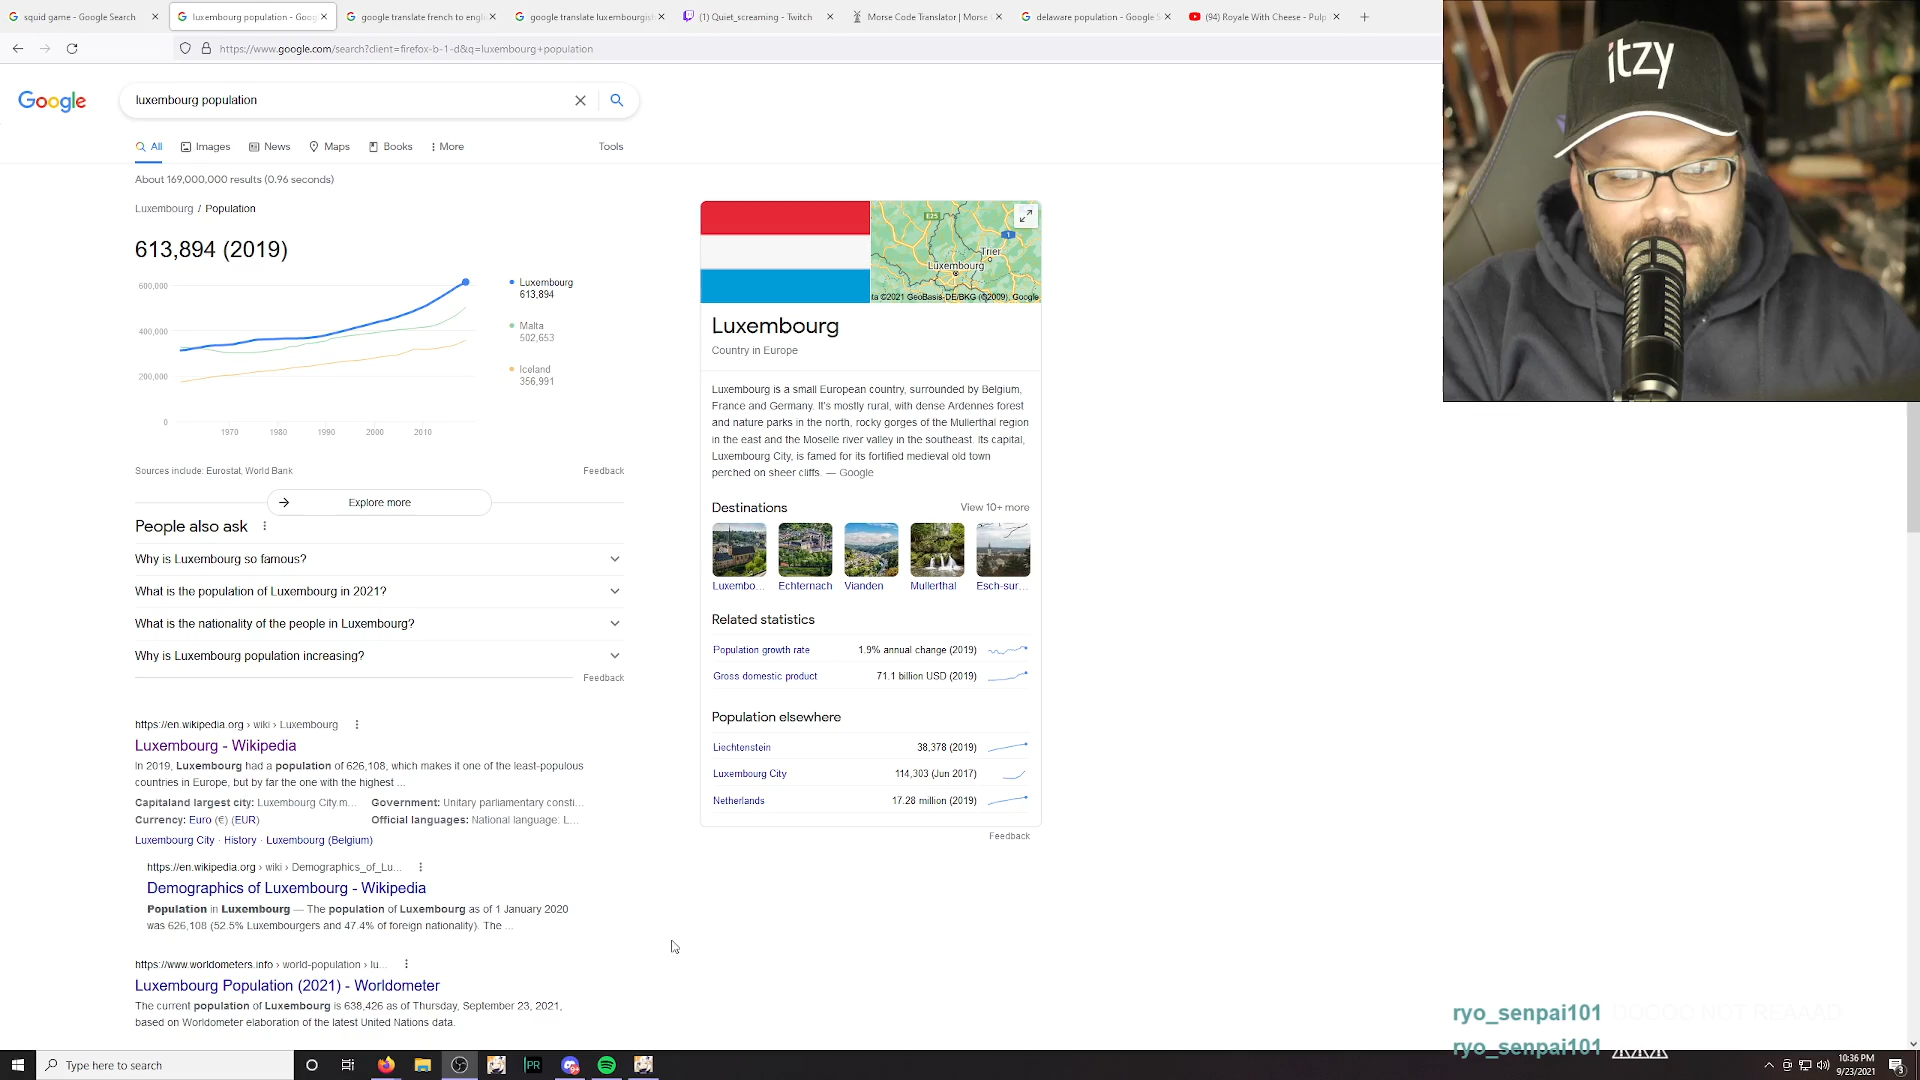 squid game - Google Search
luxembourg population - Goog
google translate french to engl
google translate luxembourgish
(1) Quiet_screaming - Twitch
Morse Code Translator | Morse
delaware population - Google S
(94) Royale With Cheese - Pulp
https://www.google.com/search?client=firefox-b-1-d&q=luxembourg+population
Google
luxembourg population
All
Images
News
Maps
Books
More
Tools
About 169,000,000 results (0.96 seconds)
Luxembourg / Population
613,894 (2019)
600,000
400,000
200,000
0
1970
1980
1990
2000
2010
Luxembourg
613,894
Malta
502,653
Iceland
356,991
Sources include: Eurostat, World Bank
Feedback
Explore more
People also ask
Why is Luxembourg so famous?
What is the population of Luxembourg in 2021?
What is the nationality of the people in Luxembourg?
Why is Luxembourg population increasing?
Feedback
https://en.wikipedia.org › wiki › Luxembourg
Luxembourg - Wikipedia
In 2019, Luxembourg had a population of 626,108, which makes it one of the least-populous
countries in Europe, but by far the one with the highest ...
Capitaland largest city: Luxembourg City.m...
Government: Unitary parliamentary consti...
Currency: Euro (€) (EUR)
Official languages: National language: L...
Luxembourg City · History · Luxembourg (Belgium)
https://en.wikipedia.org › wiki › Demographics_of_Lu...
Demographics of Luxembourg - Wikipedia
Population in Luxembourg — The population of Luxembourg as of 1 January 2020
was 626,108 (52.5% Luxembourgers and 47.4% of foreign nationality). The ...
https://www.worldometers.info › world-population › lu...
Luxembourg Population (2021) - Worldometer
The current population of Luxembourg is 638,426 as of Thursday, September 23, 2021,
based on Worldometer elaboration of the latest United Nations data.
E25
1
Trier
Luxembourg
ta ©2021 GeoBasis-DE/BKG (©2009), Google
Luxembourg
Country in Europe
Luxembourg is a small European country, surrounded by Belgium,
France and Germany. It's mostly rural, with dense Ardennes forest
and nature parks in the north, rocky gorges of the Mullerthal region
in the east and the Moselle river valley in the southeast. Its capital,
Luxembourg City, is famed for its fortified medieval old town
perched on sheer cliffs. — Google
Destinations
View 10+ more
Luxembo...
Echternach
Vianden
Mullerthal
Esch-sur...
Related statistics
Population growth rate 1.9% annual change (2019)
Gross domestic product 71.1 billion USD (2019)
Population elsewhere
Liechtenstein 38,378 (2019)
Luxembourg City 114,303 (Jun 2017)
Netherlands 17.28 million (2019)
Feedback
itzy
ryo_senpai101 DOOOO NOT REAAAD
ryo_senpai101
Type here to search
PR
10:36 PM
9/23/2021
3